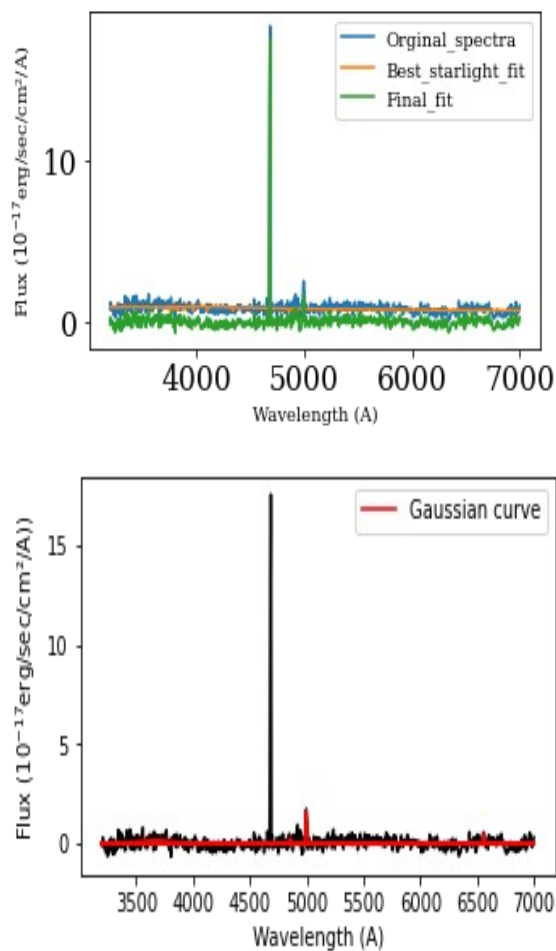 Orginal_spectra
Best_starlight_fit
Final_fit
Flux (10⁻¹⁷erg/sec/cm²/A)
10
0
4000 5000 6000 7000
Wavelength (A)
Gaussian curve
Flux (10⁻¹⁷erg/sec/cm²/A))
15
10
5
0
3500 4000 4500 5000 5500 6000 6500 7000
Wavelength (A)